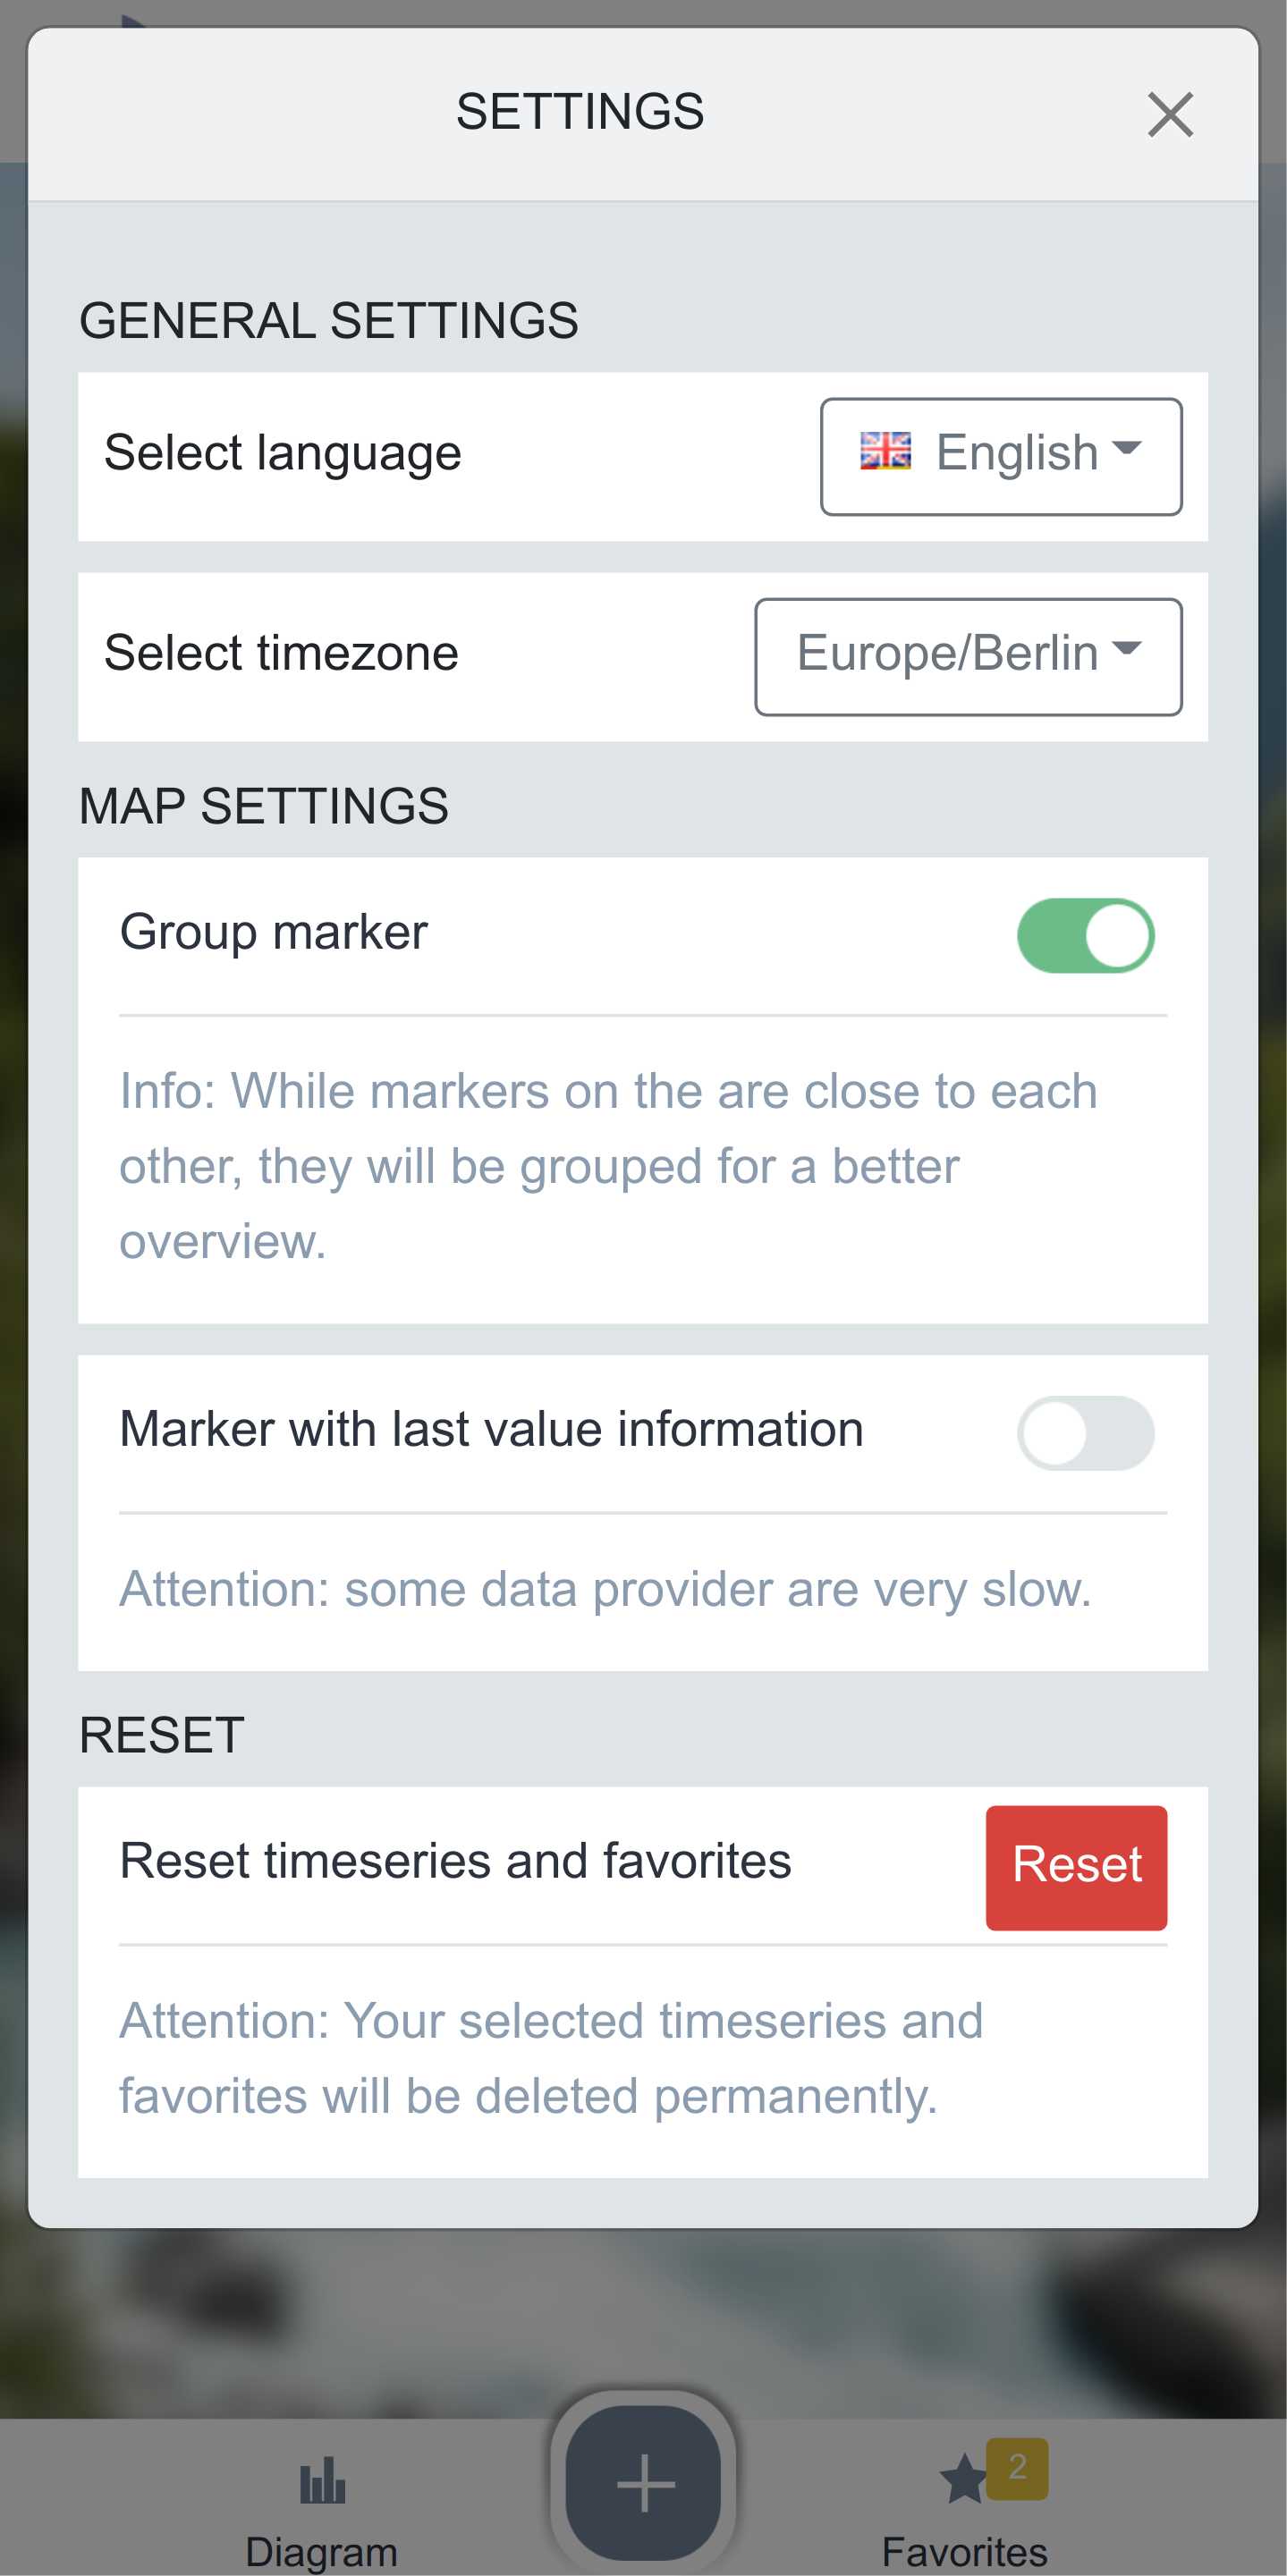 SETTINGS
GENERAL SETTINGS
Select language
English
Select timezone
Europe/Berlin
MAP SETTINGS
Group marker
Info: While markers on the are close to each
other, they will be grouped for a better
overview.
Marker with last value information
Attention: some data provider are very slow.
RESET
Reset timeseries and favorites
Reset
Attention: Your selected timeseries and
favorites will be deleted permanently.
2
Diagram
Favorites